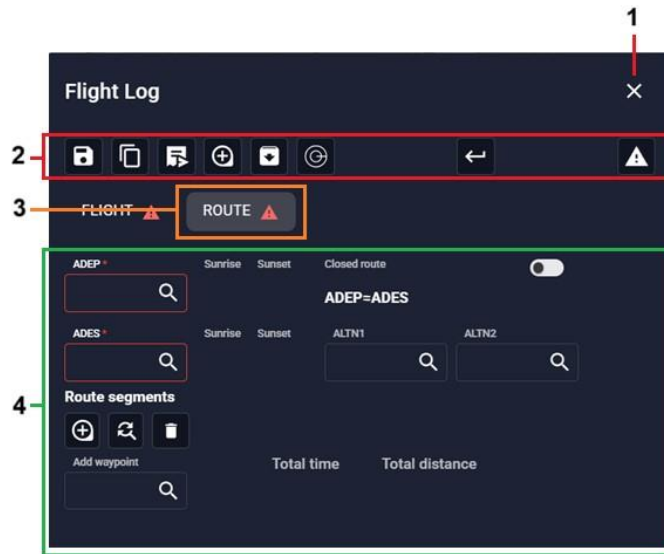 1
Flight Log
2
3
FLIGHT ROUTE
ADEP * Sunrise Sunset Closed route
ADEP=ADES
ADES * Sunrise Sunset ALTN1 ALTN2
4
Route segments
Add waypoint Total time Total distance